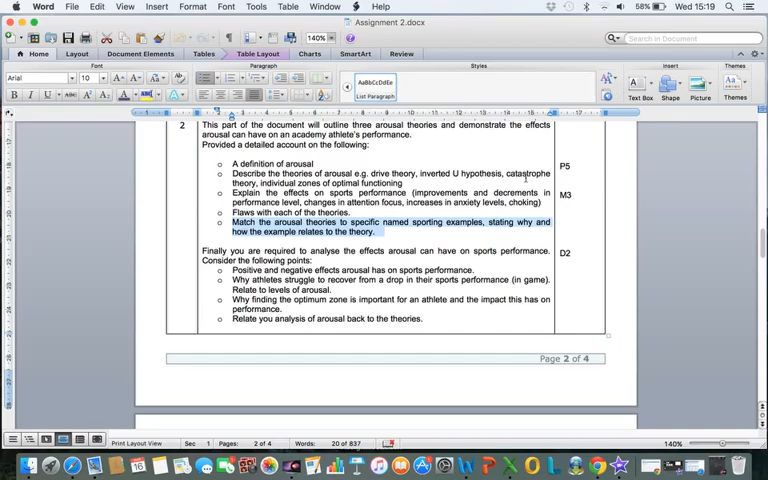 Word File Edit View Insert Format Font Tools Table Window Help 58% Wed 15:19
Assignment 2.docx
140% Search in Document
Home Layout Document Elements Tables Table Layout Charts SmartArt Review
Font Paragraph Styles Insert Themes
Arial 10 AaBbCcDdEe
List Paragraph Text Box Shape Picture Themes
2 This part of the document will outline three arousal theories and demonstrate the effects
arousal can have on an academy athlete's performance.
Provided a detailed account on the following:
o A definition of arousal P5
o Describe the theories of arousal e.g. drive theory, inverted U hypothesis, catastrophe
theory, individual zones of optimal functioning
o Explain the effects on sports performance (improvements and decrements in M3
performance level, changes in attention focus, increases in anxiety levels, choking)
o Flaws with each of the theories.
o Match the arousal theories to specific named sporting examples, stating why and
how the example relates to the theory.
Finally you are required to analyse the effects arousal can have on sports performance. D2
Consider the following points:
o Positive and negative effects arousal has on sports performance.
o Why athletes struggle to recover from a drop in their sports performance (in game).
Relate to levels of arousal.
o Why finding the optimum zone is important for an athlete and the impact this has on
performance.
o Relate you analysis of arousal back to the theories.
Page 2 of 4
Print Layout View Sec 1 Pages: 2 of 4 Words: 20 of 837 140%